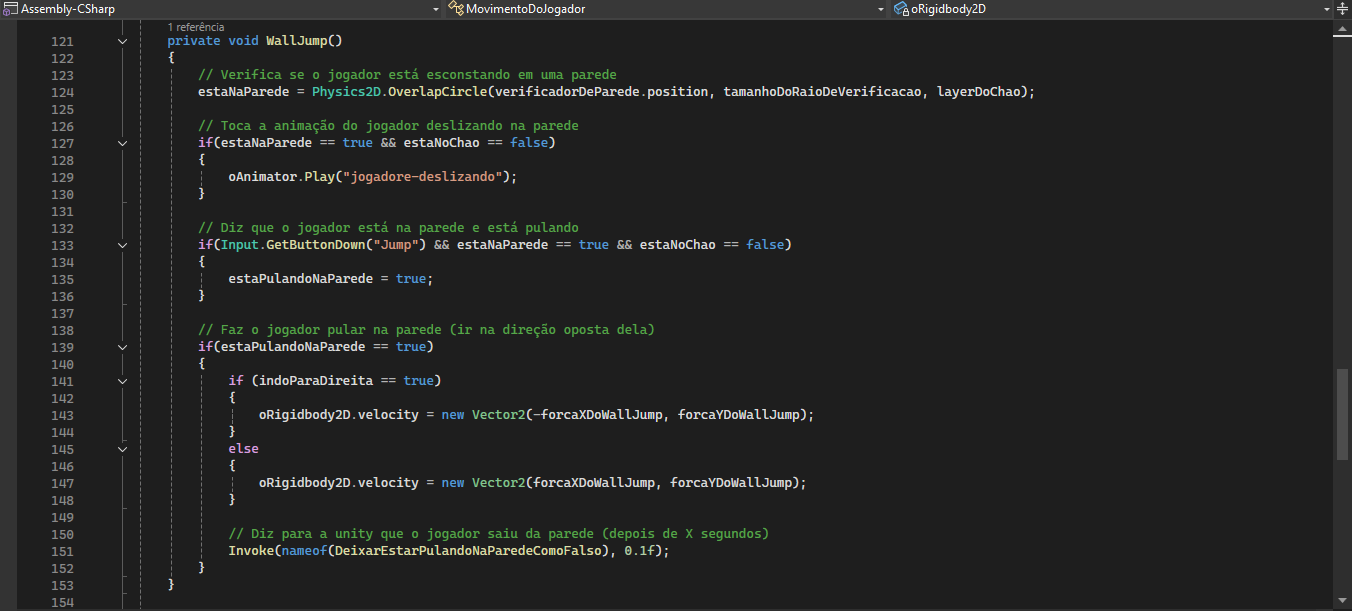 Assembly-CSharp MovimentoDoJogador oRigidbody2D
1 referência
121 private void WallJump()
122 {
123 // Verifica se o jogador está esconstando em uma parede
124 estaNaParede = Physics2D.OverlapCircle(verificadorDeParede.position, tamanhoDoRaioDeVerificacao, layerDoChao);
125
126 // Toca a animação do jogador deslizando na parede
127 if(estaNaParede == true && estaNoChao == false)
128 {
129 oAnimator.Play("jogadore-deslizando");
130 }
131
132 // Diz que o jogador está na parede e está pulando
133 if(Input.GetButtonDown("Jump") && estaNaParede == true && estaNoChao == false)
134 {
135 estaPulandoNaParede = true;
136 }
137
138 // Faz o jogador pular na parede (ir na direção oposta dela)
139 if(estaPulandoNaParede == true)
140 {
141 if (indoParaDireita == true)
142 {
143 oRigidbody2D.velocity = new Vector2(-forcaXDoWallJump, forcaYDoWallJump);
144 }
145 else
146 {
147 oRigidbody2D.velocity = new Vector2(forcaXDoWallJump, forcaYDoWallJump);
148 }
149
150 // Diz para a unity que o jogador saiu da parede (depois de X segundos)
151 Invoke(nameof(DeixarEstarPulandoNaParedeComoFalso), 0.1f);
152 }
153 }
154